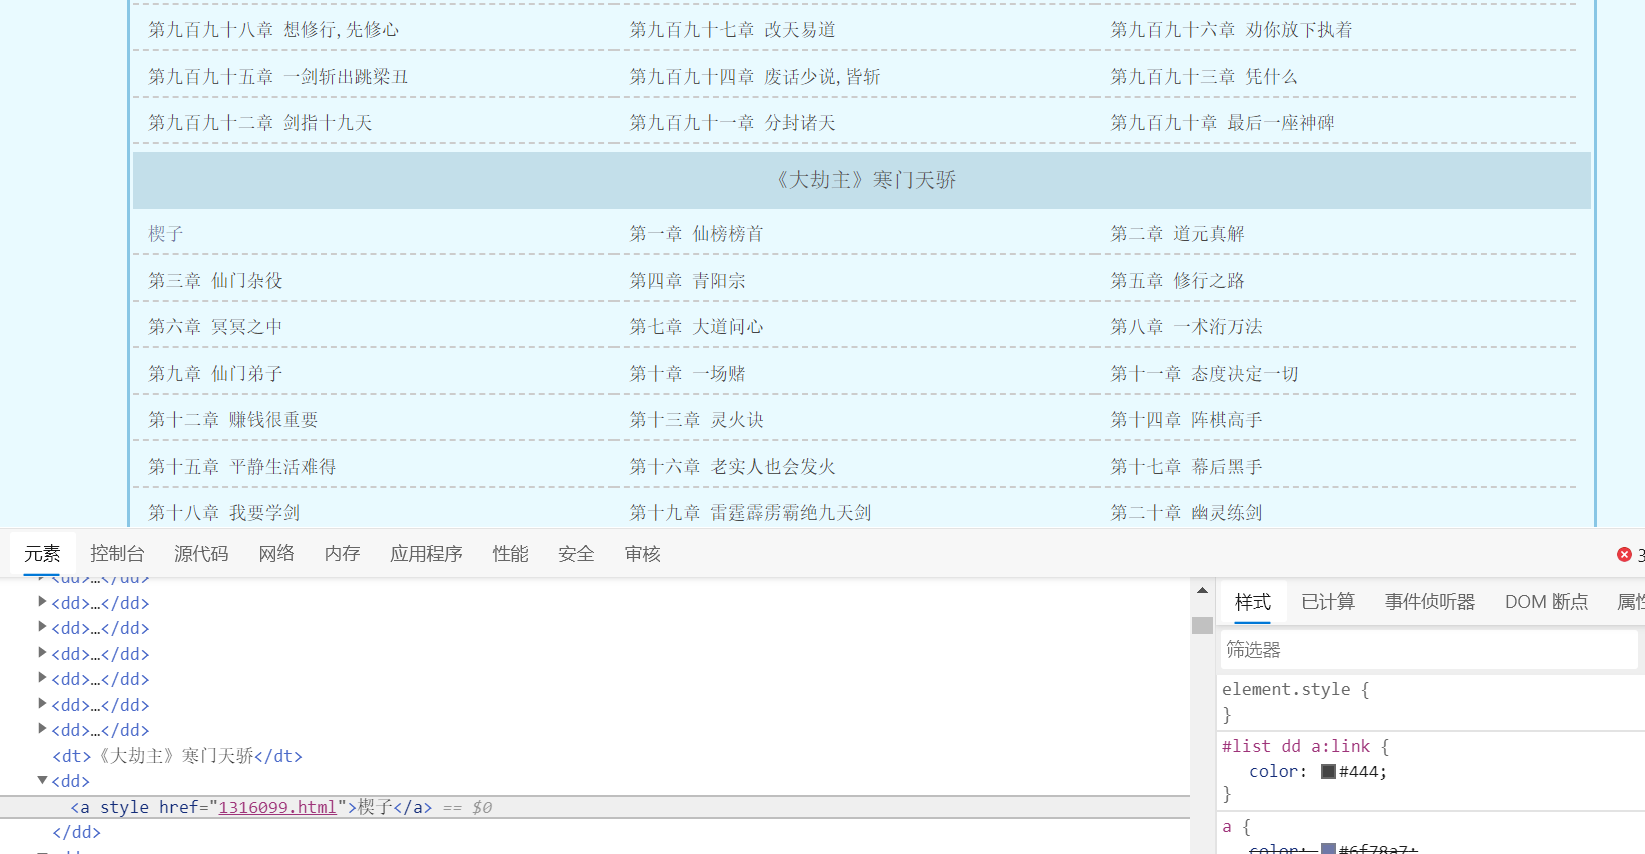 第九百九十八章 想修行,先修心 第九百九十七章 改天易道 第九百九十六章 劝你放下执着
第九百九十五章 一剑斩出跳梁丑 第九百九十四章 废话少说,皆斩 第九百九十三章 凭什么
第九百九十二章 剑指十九天 第九百九十一章 分封诸天 第九百九十章 最后一座神碑
《大劫主》寒门天骄
楔子 第一章 仙榜榜首 第二章 道元真解
第三章 仙门杂役 第四章 青阳宗 第五章 修行之路
第六章 冥冥之中 第七章 大道问心 第八章 一术洐万法
第九章 仙门弟子 第十章 一场赌 第十一章 态度决定一切
第十二章 赚钱很重要 第十三章 灵火诀 第十四章 阵棋高手
第十五章 平静生活难得 第十六章 老实人也会发火 第十七章 幕后黑手
第十八章 我要学剑 第十九章 雷霆霹雳霸绝九天剑 第二十章 幽灵练剑
元素 控制台 源代码 网络 内存 应用程序 性能 安全 审核 3
<dd>…</dd>
<dd>…</dd>
<dd>…</dd>
<dd>…</dd>
<dd>…</dd>
<dd>…</dd>
<dd>…</dd>
<dt>《大劫主》寒门天骄</dt>
<dd>
<a style href="1316099.html">楔子</a> == $0
</dd>
样式 已计算 事件侦听器 DOM 断点 属性
筛选器
element.style {
}
#list dd a:link {
color: #444;
}
a {
color: #6f78a7;